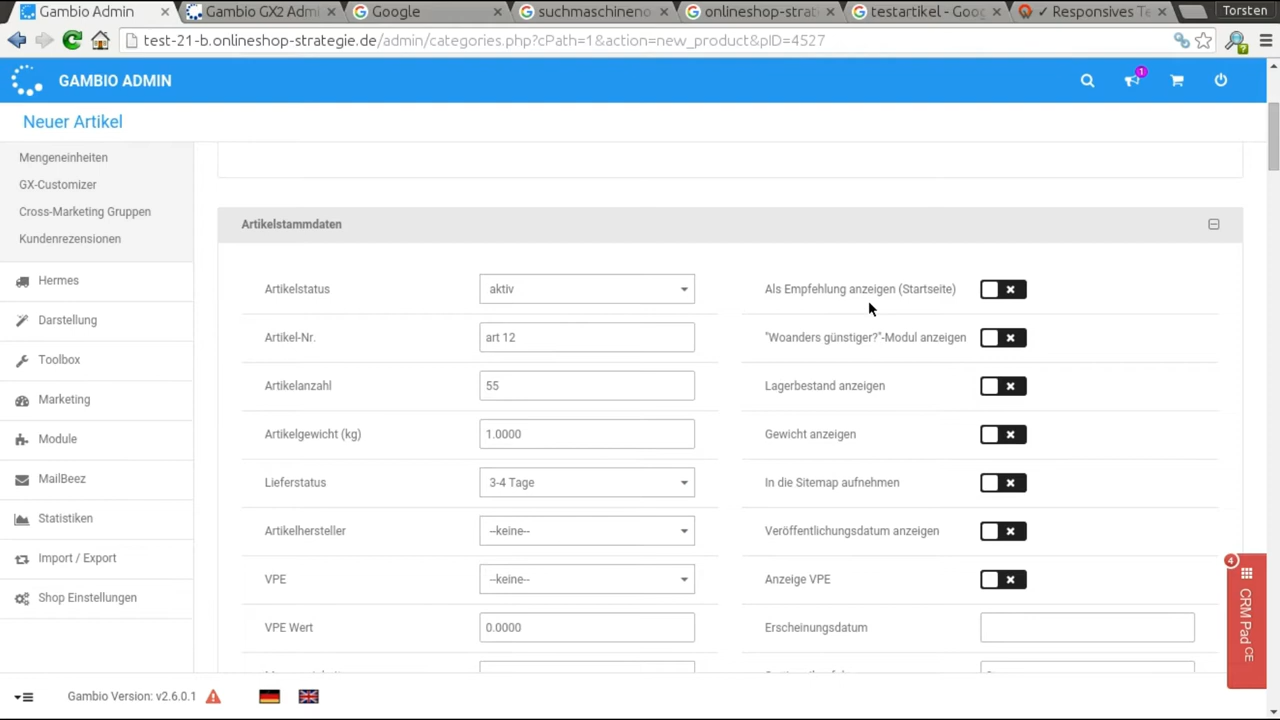 Gambio Admin
Gambio GX2 Admi
Google
suchmaschineno
onlineshop-strat
testartikel - Goog
✓ Responsives Te
Torsten
test-21-b.onlineshop-strategie.de/admin/categories.php?cPath=1&action=new_product&pID=4527
GAMBIO ADMIN
1
Neuer Artikel
Mengeneinheiten
GX-Customizer
Cross-Marketing Gruppen
Kundenrezensionen
Hermes
Darstellung
Toolbox
Marketing
Module
MailBeez
Statistiken
Import / Export
Shop Einstellungen
Artikelstammdaten
Artikelstatus
aktiv
Als Empfehlung anzeigen (Startseite)
Artikel-Nr.
art 12
"Woanders günstiger?"-Modul anzeigen
Artikelanzahl
55
Lagerbestand anzeigen
Artikelgewicht (kg)
1.0000
Gewicht anzeigen
Lieferstatus
3-4 Tage
In die Sitemap aufnehmen
Artikelhersteller
--keine--
Veröffentlichungsdatum anzeigen
VPE
--keine--
Anzeige VPE
VPE Wert
0.0000
Erscheinungsdatum
4
CRM Pad CE
Gambio Version: v2.6.0.1